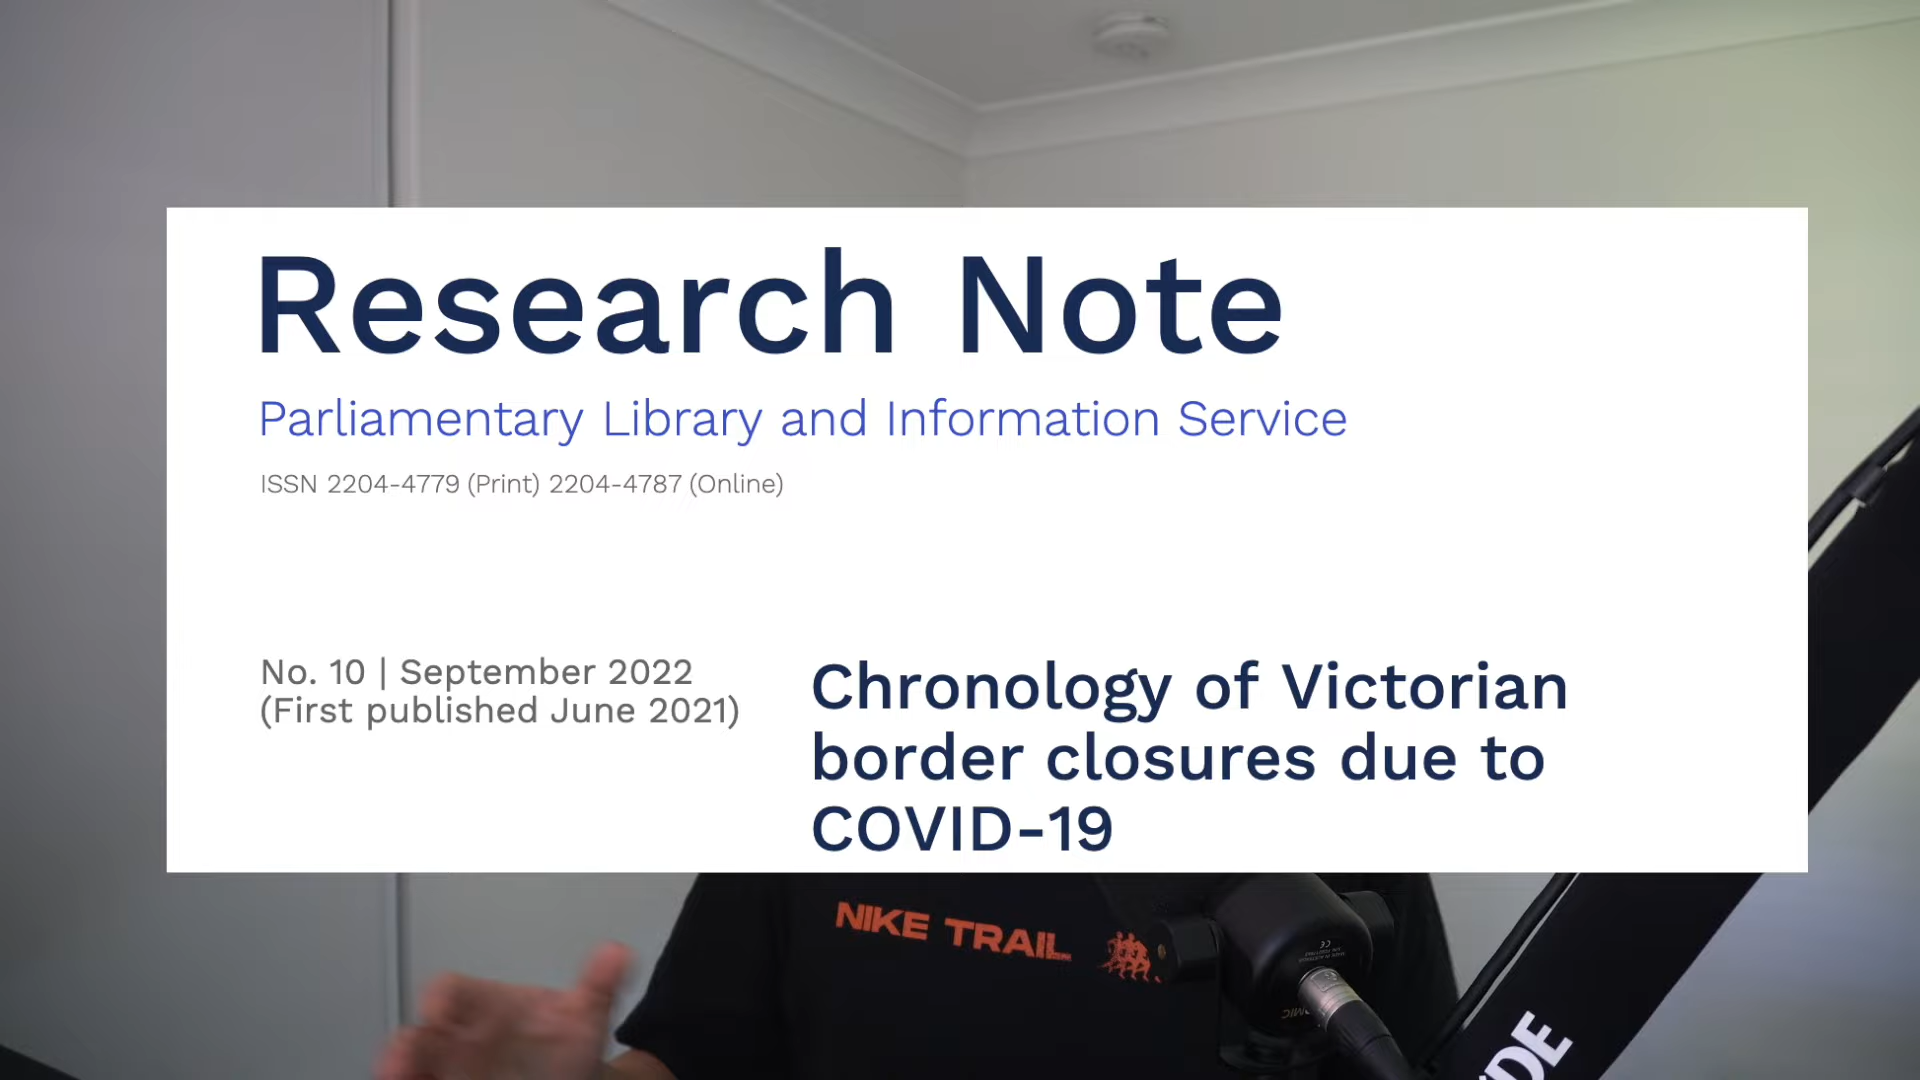 Research Note
Parliamentary Library and Information Service
ISSN 2204-4779 (Print) 2204-4787 (Online)
No. 10 | September 2022
(First published June 2021)
Chronology of Victorian
border closures due to
COVID-19
NIKE TRAIL